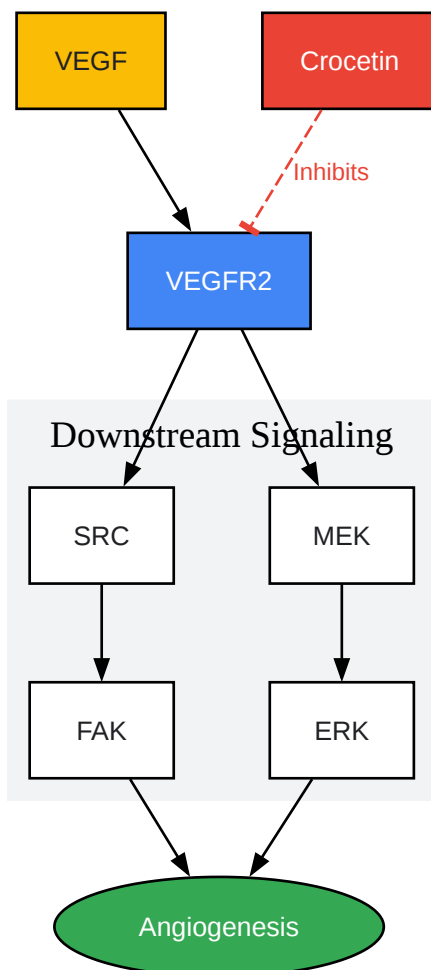 VEGF
Crocetin
Inhibits
VEGFR2
Downstream Signaling
SRC
MEK
FAK
ERK
Angiogenesis